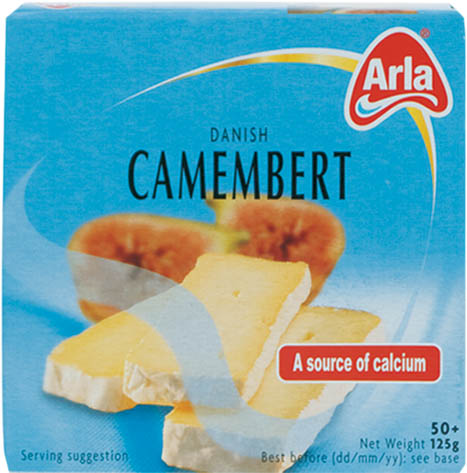 Arla®
DANISH
CAMEMBERT
A source of calcium
50+
Net Weight 125g
Serving suggestion
Best before (dd/mm/yy): see base